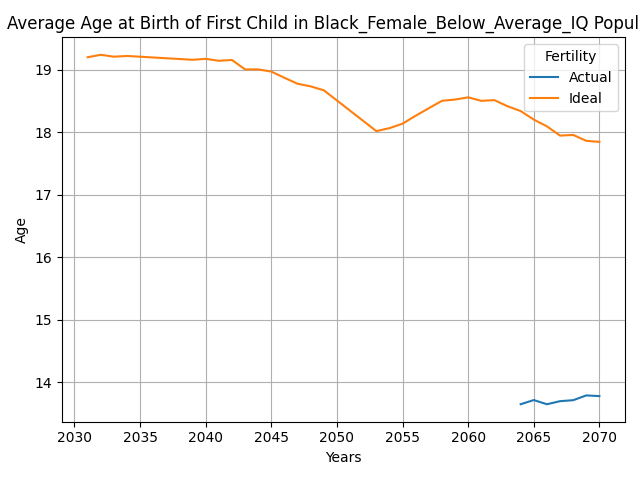 Average Age at Birth of First Child in Black_Female_Below_Average_IQ Popul
Fertility
Actual
Ideal
19
18
17
16
15
14
Age
2030 2035 2040 2045 2050 2055 2060 2065 2070
Years